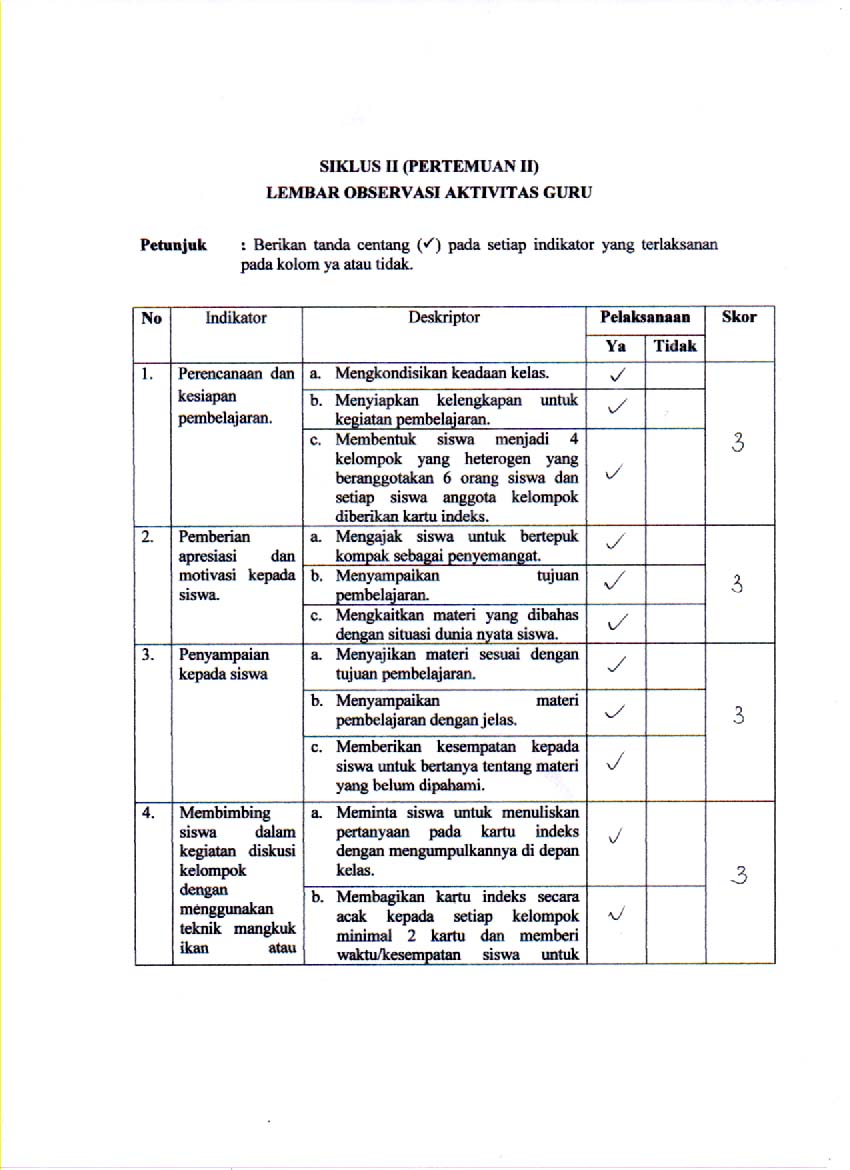 SIKLUS II (PERTEMUAN II)
LEMBAR OBSERVASI AKTIVITAS GURU
Petunjuk : Berikan tanda centang (✓) pada setiap indikator yang terlaksanan
pada kolom ya atau tidak.
No Indikator Deskriptor Pelaksanaan Skor
Ya Tidak
1. Perencanaan dan
kesiapan
pembelajaran.
a. Mengkondisikan keadaan kelas. ✓
b. Menyiapkan kelengkapan untuk
kegiatan pembelajaran. ✓
c. Membentuk siswa menjadi 4
kelompok yang heterogen yang
beranggotakan 6 orang siswa dan
setiap siswa anggota kelompok
diberikan kartu indeks. ✓
3
2. Pemberian
apresiasi dan
motivasi kepada
siswa.
a. Mengajak siswa untuk bertepuk
kompak sebagai penyemangat. ✓
b. Menyampaikan tujuan
pembelajaran. ✓
c. Mengkaitkan materi yang dibahas
dengan situasi dunia nyata siswa. ✓
3
3. Penyampaian
kepada siswa
a. Menyajikan materi sesuai dengan
tujuan pembelajaran. ✓
b. Menyampaikan materi
pembelajaran dengan jelas. ✓
c. Memberikan kesempatan kepada
siswa untuk bertanya tentang materi
yang belum dipahami. ✓
3
4. Membimbing
siswa dalam
kegiatan diskusi
kelompok
dengan
menggunakan
teknik mangkuk
ikan atau
a. Meminta siswa untuk menuliskan
pertanyaan pada kartu indeks
dengan mengumpulkannya di depan
kelas. ✓
b. Membagikan kartu indeks secara
acak kepada setiap kelompok
minimal 2 kartu dan memberi
waktu/kesempatan siswa untuk ✓
3